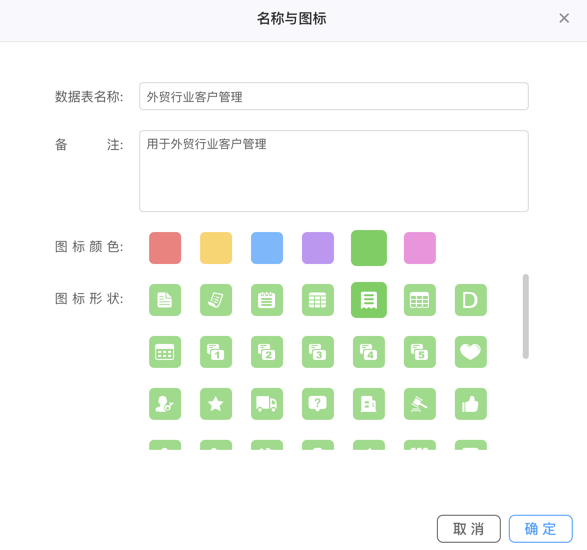 名称与图标
数据表名称: 外贸行业客户管理
备 注: 用于外贸行业客户管理
图标颜色:
图标形状:
D
1 2 3 4 5
?
取消 确定